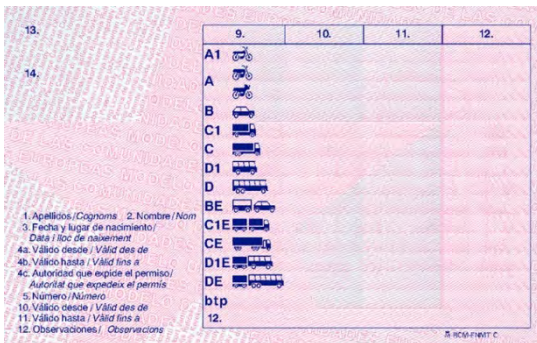 13.
14.
9. 10. 11. 12.
A1
A
B
C1
C
D1
D
BE
C1E
CE
D1E
DE
btp
12.
1. Apellidos/Cognoms 2. Nombre/Nom
3. Fecha y lugar de nacimiento/
Data i lloc de naixement
4a. Válido desde / Vàlid des de
4b. Válido hasta / Vàlid fins a
4c. Autoridad que expide el permiso/
Autoritat que expedeix el permís
5. Número / Número
10. Válido desde / Vàlid des de
11. Válido hasta / Vàlid fins a
12. Observaciones / Observacions
RCM-FNMT C